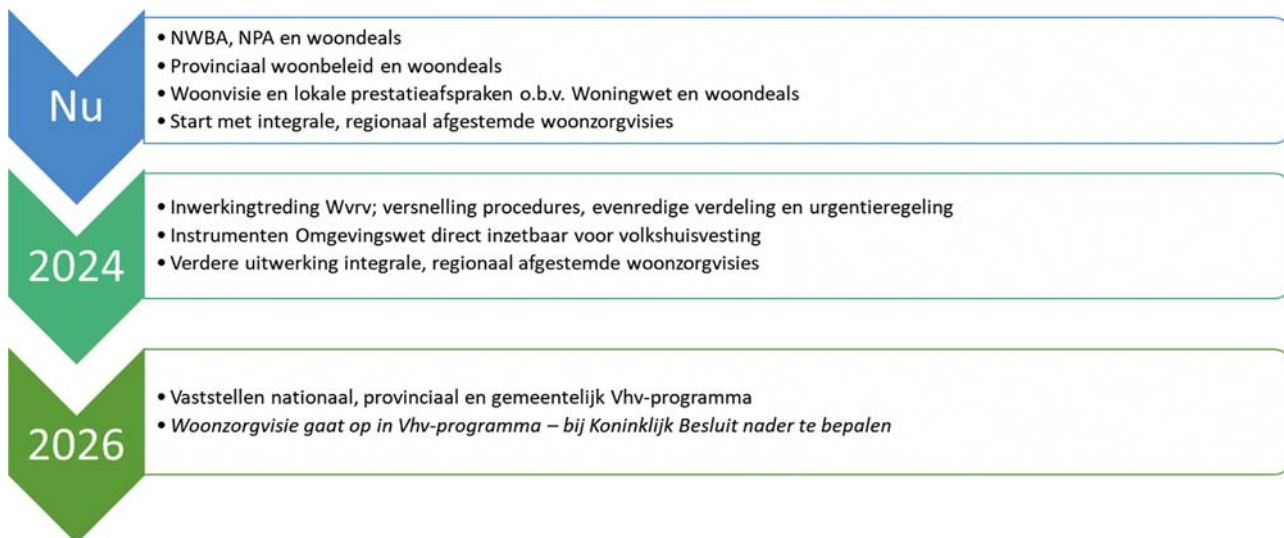 Nu
• NWBA, NPA en woondeals
• Provinciaal woonbeleid en woondeals
• Woonvisie en lokale prestatieafspraken o.b.v. Woningwet en woondeals
• Start met integrale, regionaal afgestemde woonzorgvisies
2024
• Inwerkingtreding Wvrv; versnelling procedures, evenredige verdeling en urgentieregeling
• Instrumenten Omgevingswet direct inzetbaar voor volkshuisvesting
• Verdere uitwerking integrale, regionaal afgestemde woonzorgvisies
2026
• Vaststellen nationaal, provinciaal en gemeentelijk Vhv-programma
• Woonzorgvisie gaat op in Vhv-programma – bij Koninklijk Besluit nader te bepalen